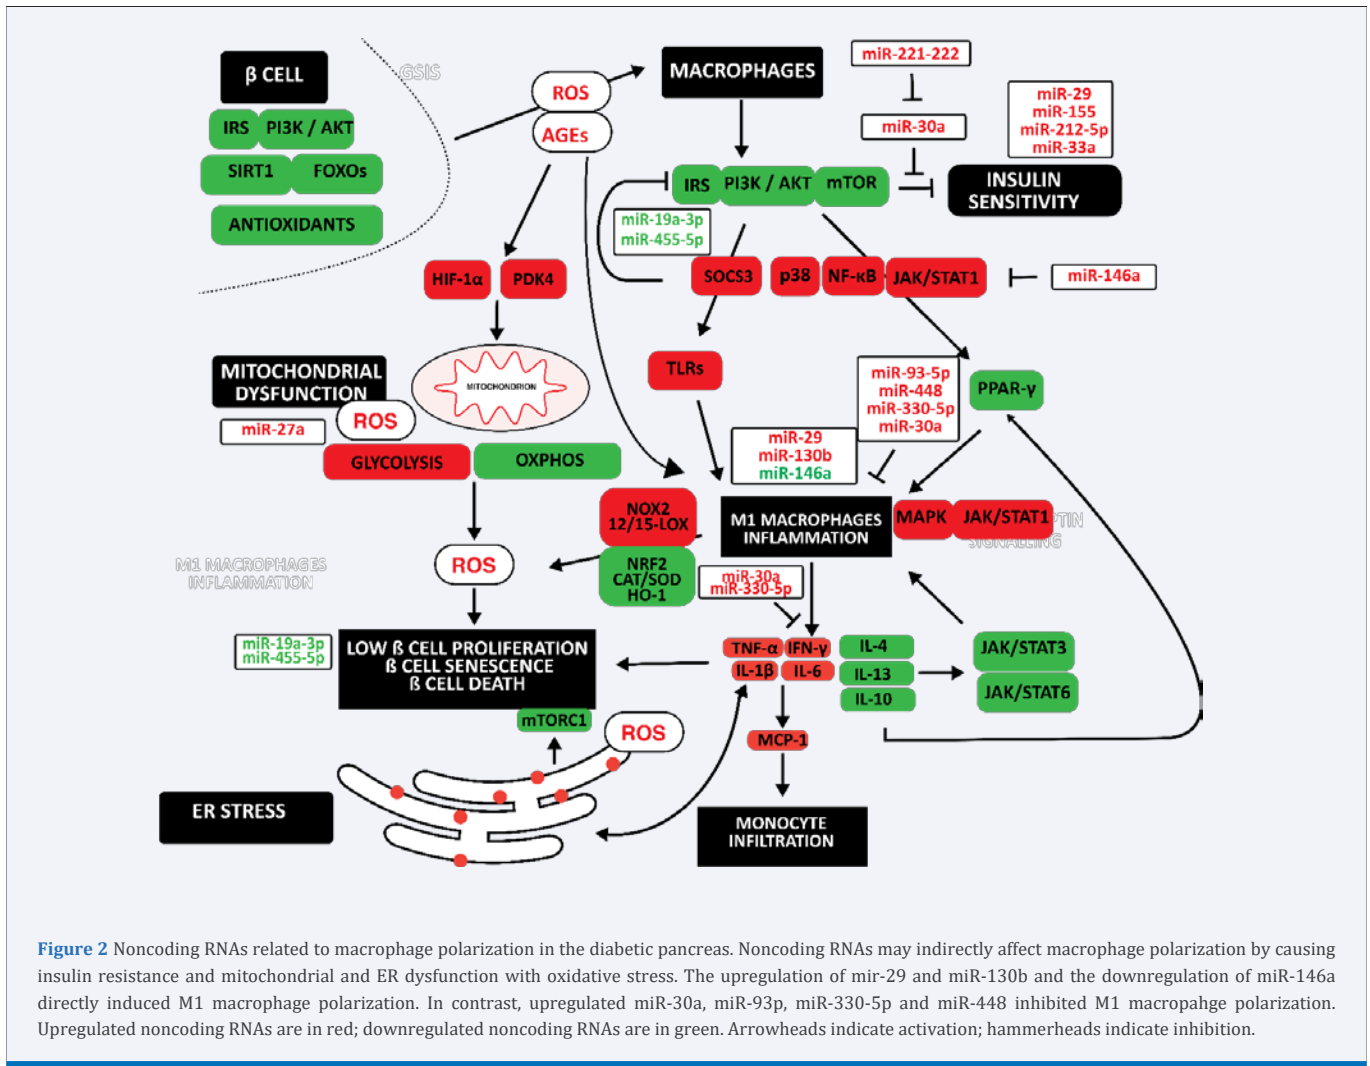 β CELL
GSIS
IRS
PI3K / AKT
SIRT1
FOXOs
ANTIOXIDANTS
ROS
AGEs
MACROPHAGES
miR-221-222
miR-30a
miR-29
miR-155
miR-212-5p
miR-33a
IRS
PI3K / AKT
mTOR
INSULIN
SENSITIVITY
miR-19a-3p
miR-455-5p
HIF-1α
PDK4
SOCS3
p38
NF-κB
JAK/STAT1
miR-146a
MITOCHONDRIAL
DYSFUNCTION
ROS
miR-27a
MITOCHONDRION
TLRs
miR-93-5p
miR-448
miR-330-5p
miR-30a
PPAR-γ
GLYCOLYSIS
OXPHOS
miR-29
miR-130b
miR-146a
NOX2
12/15-LOX
M1 MACROPHAGES
INFLAMMATION
MAPK
JAK/STAT1
PTIN
SIGNALLING
M1 MACROPHAGES
INFLAMMATION
ROS
NRF2
CAT/SOD
HO-1
miR-30a
miR-330-5p
miR-19a-3p
miR-455-5p
LOW ß CELL PROLIFERATION
ß CELL SENESCENCE
ß CELL DEATH
TNF-α
IFN-γ
IL-1β
IL-6
IL-4
IL-13
IL-10
JAK/STAT3
JAK/STAT6
mTORC1
ROS
MCP-1
ER STRESS
MONOCYTE
INFILTRATION
Figure 2 Noncoding RNAs related to macrophage polarization in the diabetic pancreas. Noncoding RNAs may indirectly affect macrophage polarization by causing
insulin resistance and mitochondrial and ER dysfunction with oxidative stress. The upregulation of mir-29 and miR-130b and the downregulation of miR-146a
directly induced M1 macrophage polarization. In contrast, upregulated miR-30a, miR-93p, miR-330-5p and miR-448 inhibited M1 macropahge polarization.
Upregulated noncoding RNAs are in red; downregulated noncoding RNAs are in green. Arrowheads indicate activation; hammerheads indicate inhibition.